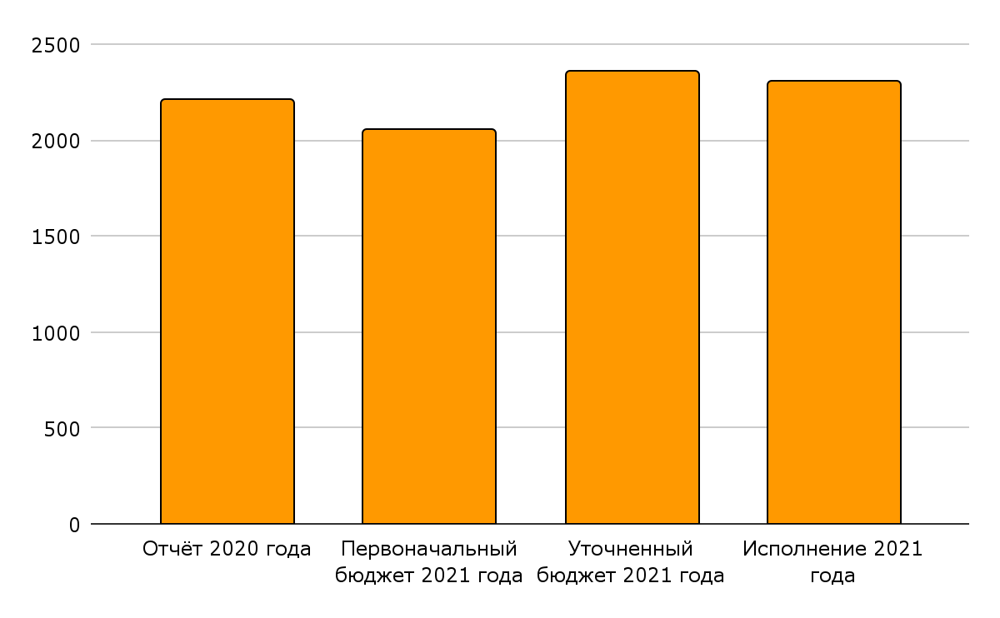 2500
2000
1500
1000
500
0
Отчёт 2020 года
Первоначальный
бюджет 2021 года
Уточненный
бюджет 2021 года
Исполнение 2021
года